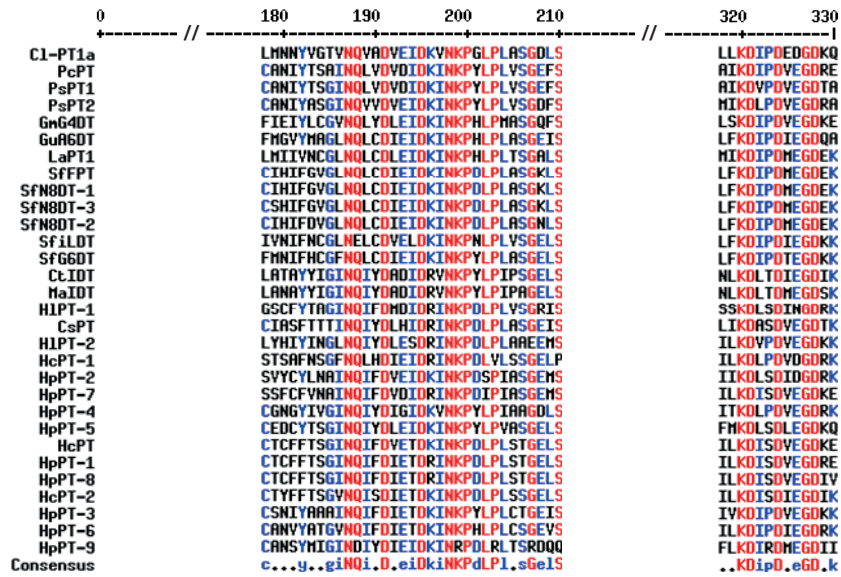 0 180 190 200 210 320 330
// //
Cl-PT1a LMNNYVGTVNQVADVEIDKVNKPGLPLASGDLS LLKDIPDEDGDKQ
PcPT CANIYTSAINQLVDVDIDKINKPYLPLVSGEFS AIKDIPDVEGDRE
PsPT1 CANIYTSGINQLVDVDIDKINKPYLPLVSGEFS AIKDVPDVEGDTA
PsPT2 CANIYASGINQVVDVEIDKINKPYLPLVSGDFS MIKDLPDVEGDRA
GmG4DT FIEIYLCGVNQLYDLEIDKINKPHLPMASGQFS LSKDIPDVEGDKE
GuA6DT FMGVYMAGLNQLCDIEIDKINKPDLPLASGEIS LFKDIPDIEGDQA
LaPT1 LMIIVNCGLNQLCDLEIDKINKPHLPLTSGALS MIKDIPDMEGDEK
SfFPT CIHIFGVGLNQLCDIEIDKINKPDLPLASGKLS LFKDIPDMEGDEK
SfN8DT-1 CIHIFGVGLNQLCDIEIDKINKPDLPLASGKLS LFKDIPDMEGDEK
SfN8DT-3 CSHIFGVGLNQLCDIEIDKINKPDLPLASGKLS LFKDIPDMEGDEK
SfN8DT-2 CIHIFDVGLNQLCDIEIDKINKPDLPLASGNLS LFKDIPDMEGDEK
SfiLDT IVNIFNCGLNELCDVELDKINKPNLPLVSGELS LFKDIPDIEGDKK
SfG6DT FMNIFHCGFNQLCDIEIDKINKPYLPLASGELS LFKDIPDTEGDKK
CtIDT LATAYYIGINQIYDADIDRVNKPYLPIPSGELS NLKDLTDIEGDIK
MaIDT LANAYYIGINQIYDADIDRVNKPYLPIPAGELS NLKDLTDMEGDSK
HlPT-1 GSCFYTAGINQIFDMDIDRINKPDLPLVSGRIS SSKDLSDINGDRK
CsPT CIASFTTTINQIYDLHIDRINKPDLPLASGEIS LIKDASDVEGDTK
HlPT-2 LYHIYINGLNQIYDLESDRINKPDLPLAAEEMS ILKDVPDVEGDKK
HcPT-1 STSAFNSGFNQLHDIEIDRINKPDLVLSSGELP ILKDLPDVDGDRK
HpPT-2 SVYCYLNAINQIFDVEIDKINKPDSPIASGEMS IIKDLSDIDGDRK
HpPT-7 SSFCFVNAINQIFDVDIDRINKPDIPIASGEMS ILKDISDVEGDKE
HpPT-4 CGNGYIVGINQIYDIGIDKVNKPYLPIAAGDLS ITKDLPDVEGDRK
HpPT-5 CEDCYTSGINQIYDLEIDKINKPYLPVASGELS FMKDLSDLEGDKQ
HcPT CTCFFTSGINQIFDVETDKINKPDLPLSTGELS ILKDISDVEGDKE
HpPT-1 CTCFFTSGINQIFDIETDRINKPDLPLSTGELS ILKDISDVEGDRE
HpPT-8 CTCFFTSGINQIFDIETDRINKPDLPLSTGELS ILKDISDVEGDIV
HcPT-2 CTYFFTSGVNQISDIETDKINKPDLPLSSGELS ILKDISDIEGDIK
HpPT-3 CSNIYAAAINQIFDIETDKINKPYLPLCTGEIS IVKDIPDVEGDKK
HpPT-6 CANVYATGVNQIFDIETDKINKPHLPLCSGEVS ILKDIPDIEGDRK
HpPT-9 CANSYMIGINDIYDIETDKINRPDLRLTSRDQQ FLKDIRDMEGDII
Consensus c...y..giNQi.D.eiDkiNKPdLPl.sGelS ..KDipD.eGD.k